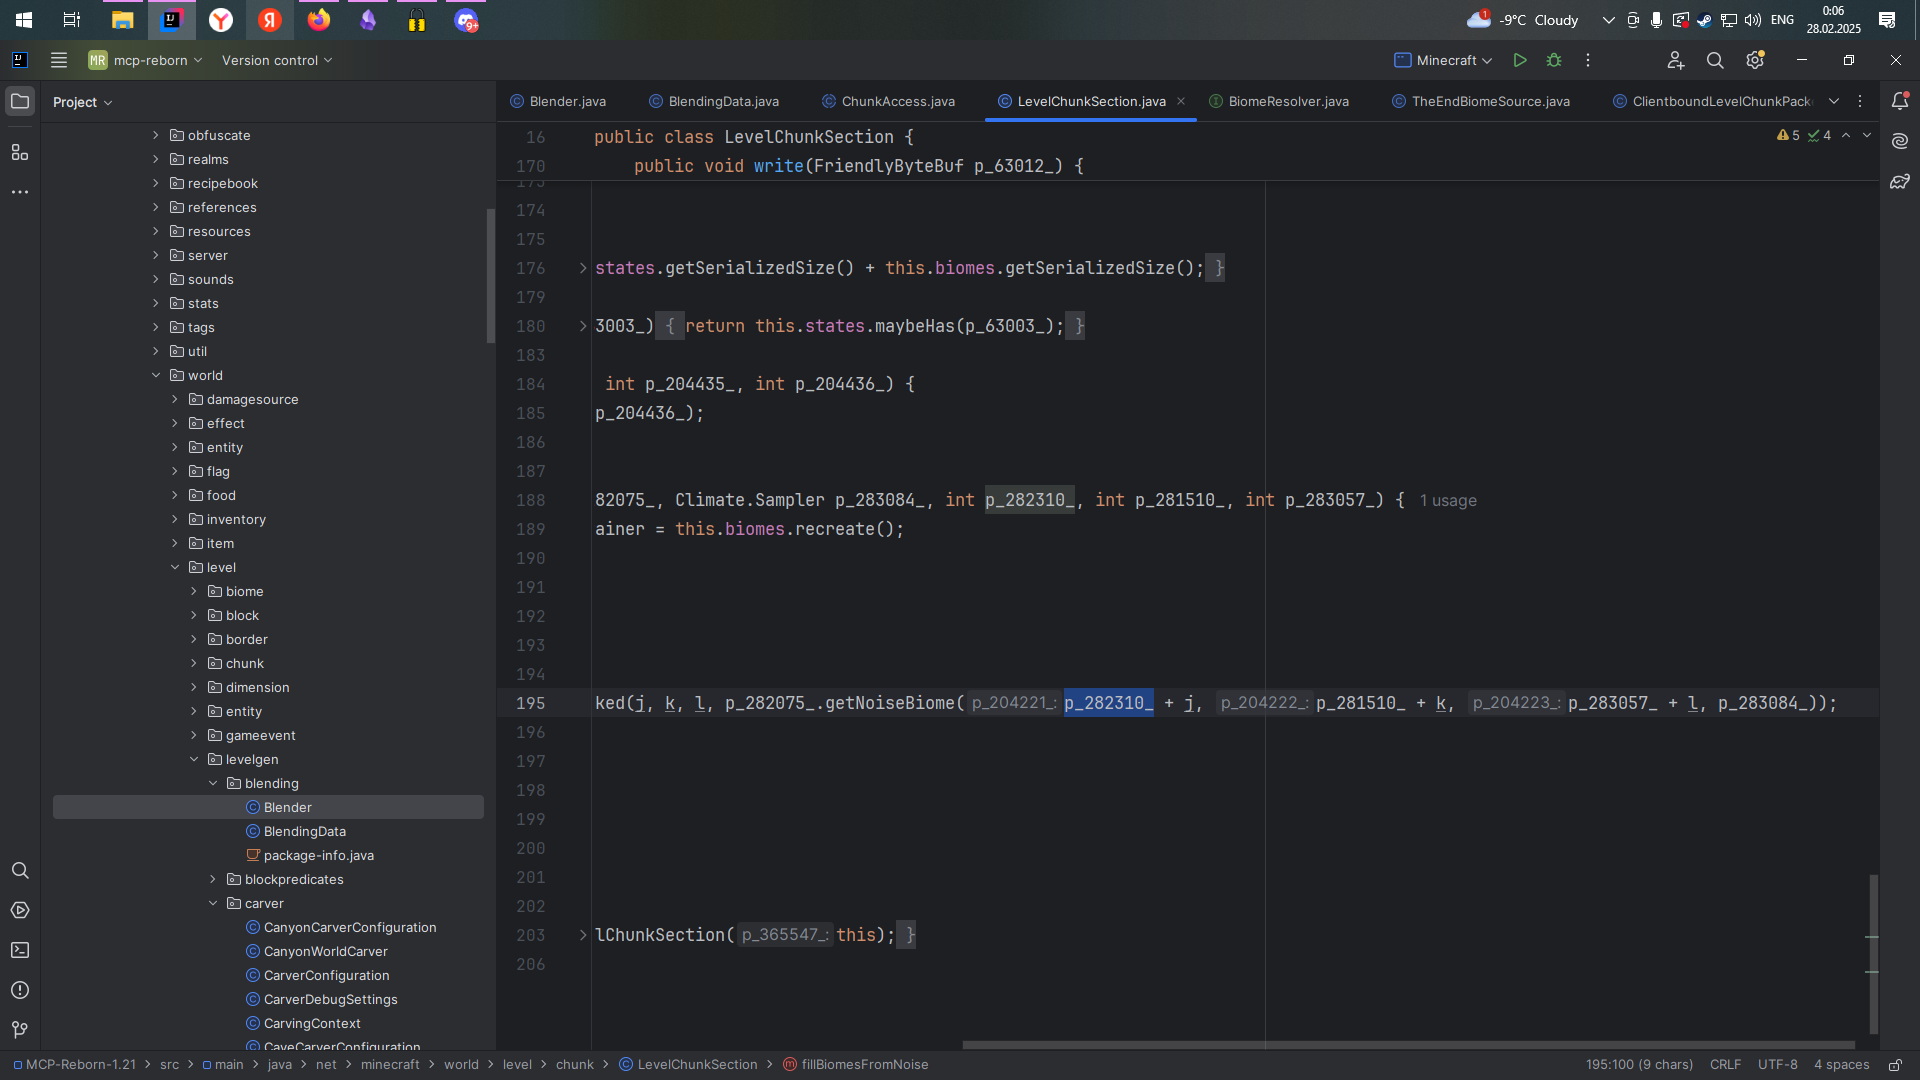 -9°C Cloudy
ENG
0:06
28.02.2025
MR mcp-reborn
Version control
Minecraft
Project
Blender.java
BlendingData.java
ChunkAccess.java
LevelChunkSection.java
BiomeResolver.java
TheEndBiomeSource.java
ClientboundLevelChunkPack
obfuscate
realms
recipebook
references
resources
server
sounds
stats
tags
util
world
damagesource
effect
entity
flag
food
inventory
item
level
biome
block
border
chunk
dimension
entity
gameevent
levelgen
blending
Blender
BlendingData
package-info.java
blockpredicates
carver
CanyonCarverConfiguration
CanyonWorldCarver
CarverConfiguration
CarverDebugSettings
CarvingContext
CaveCarverConfiguration
16 public class LevelChunkSection {
5 4
170 public void write(FriendlyByteBuf p_63012_) {
173
174
175
176 states.getSerializedSize() + this.biomes.getSerializedSize(); }
179
180 3003_) { return this.states.maybeHas(p_63003_); }
183
184 int p_204435_, int p_204436_) {
185 p_204436_);
186
187
188 82075_, Climate.Sampler p_283084_, int p_282310_, int p_281510_, int p_283057_) { 1 usage
189 ainer = this.biomes.recreate();
190
191
192
193
194
195 ked(j, k, l, p_282075_.getNoiseBiome( p_204221_: p_282310_ + j, p_204222_: p_281510_ + k, p_204223_: p_283057_ + l, p_283084_));
196
197
198
199
200
201
202
203 lChunkSection( p_365547_: this); }
206
MCP-Reborn-1.21 > src > main > java > net > minecraft > world > level > chunk > LevelChunkSection > fillBiomesFromNoise
195:100 (9 chars) CRLF UTF-8 4 spaces